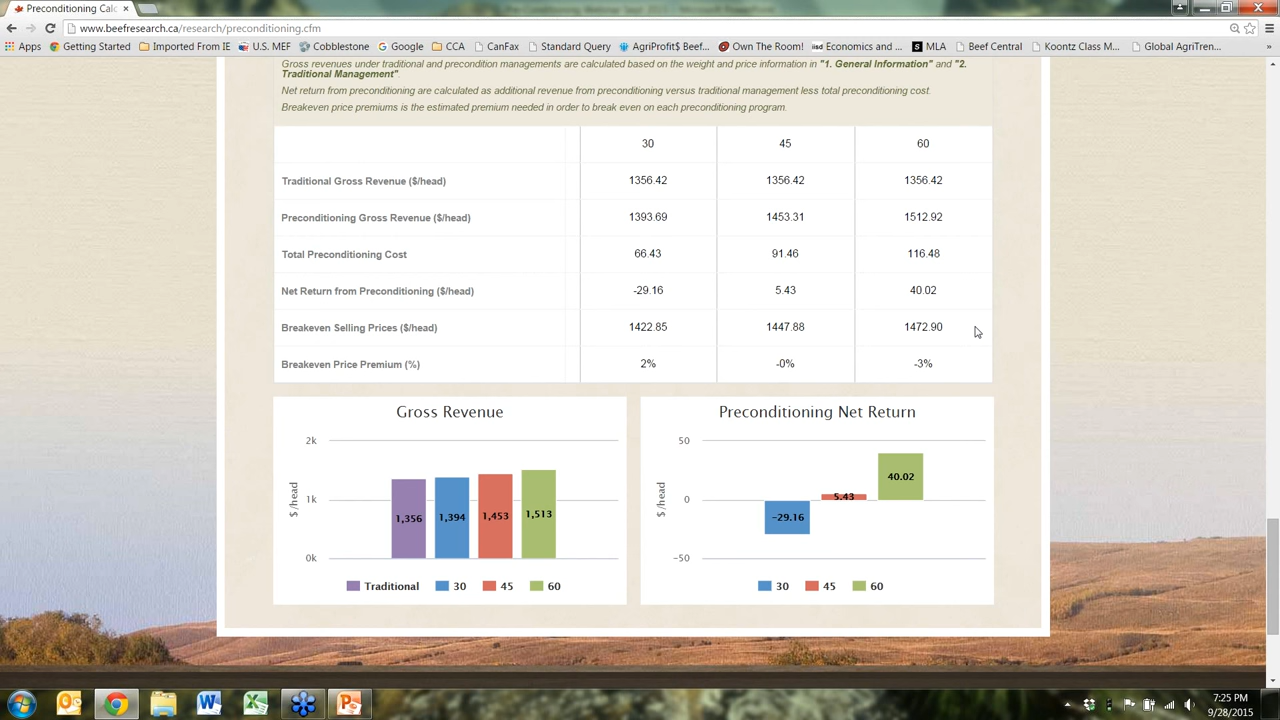 Preconditioning Calc
www.beefresearch.ca/research/preconditioning.cfm
Apps Getting Started Imported From IE U.S. MEF Cobblestone Google CCA CanFax Standard Query AgriProfit$ Beef... Own The Room! iisd Economics and ... MLA Beef Central Koontz Class M... Global AgriTren...
Gross revenues under traditional and precondition managements are calculated based on the weight and price information in "1. General Information" and "2.
Traditional Management"
Net return from preconditioning are calculated as additional revenue from preconditioning versus traditional management less total preconditioning cost.
Breakeven price premiums is the estimated premium needed in order to break even on each preconditioning program.
30 45 60
Traditional Gross Revenue ($/head) 1356.42 1356.42 1356.42
Preconditioning Gross Revenue ($/head) 1393.69 1453.31 1512.92
Total Preconditioning Cost 66.43 91.46 116.48
Net Return from Preconditioning ($/head) -29.16 5.43 40.02
Breakeven Selling Prices ($/head) 1422.85 1447.88 1472.90
Breakeven Price Premium (%) 2% -0% -3%
Gross Revenue
2k
1k
0k
$/head
1,356 1,394 1,453 1,513
Traditional 30 45 60
Preconditioning Net Return
50
0
-50
$/head
-29.16 5.43 40.02
30 45 60
7:25 PM
9/28/2015